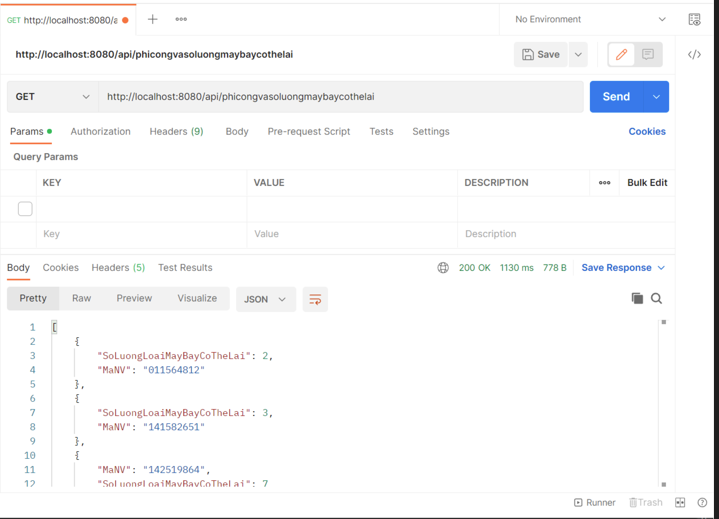 GET http://localhost:8080/a
No Environment
http://localhost:8080/api/phicongvasoluongmaybaycothelai
Save
GET http://localhost:8080/api/phicongvasoluongmaybaycothelai Send
Params Authorization Headers (9) Body Pre-request Script Tests Settings Cookies
Query Params
KEY VALUE DESCRIPTION Bulk Edit
Key Value Description
Body Cookies Headers (5) Test Results 200 OK 1130 ms 778 B Save Response
Pretty Raw Preview Visualize JSON
1 [
2 {
3 "SoLuongLoaiMayBayCoTheLai": 2,
4 "MaNV": "011564812"
5 },
6 {
7 "SoLuongLoaiMayBayCoTheLai": 3,
8 "MaNV": "141582651"
9 },
10 {
11 "MaNV": "142519864",
12 "SoLuongLoaiMayBayCoTheLai": 7
Runner Trash